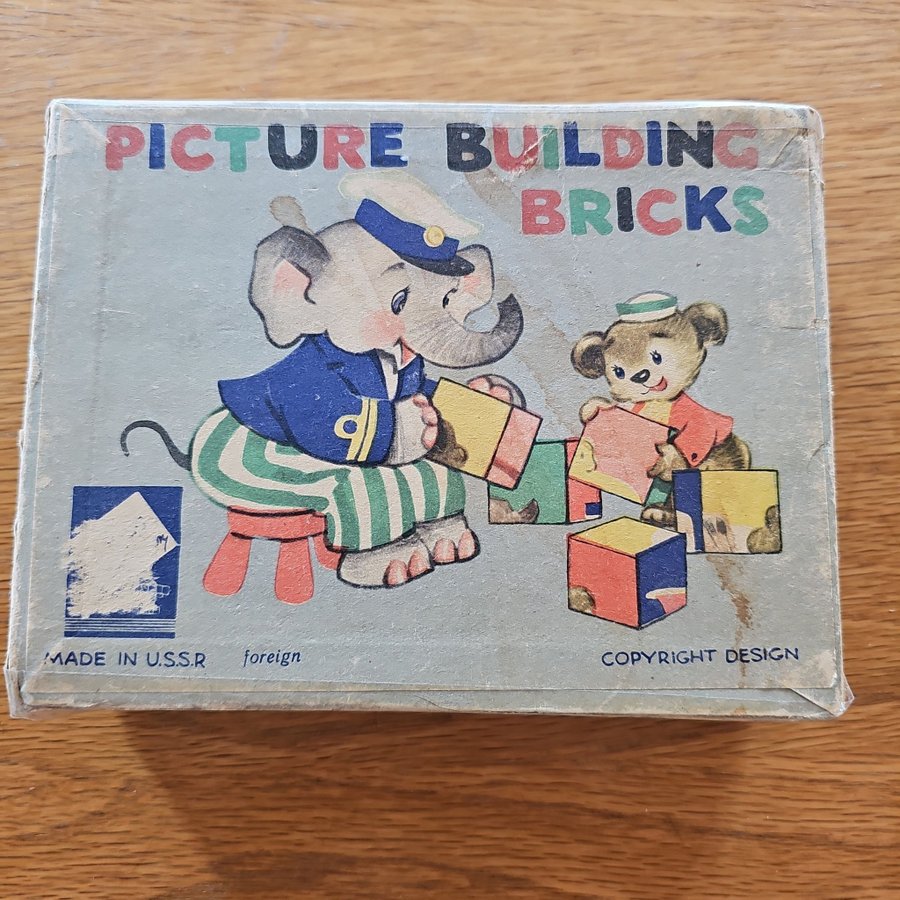 PICTURE BUILDING
BRICKS
MADE IN U.S.S.R foreign
COPYRIGHT DESIGN